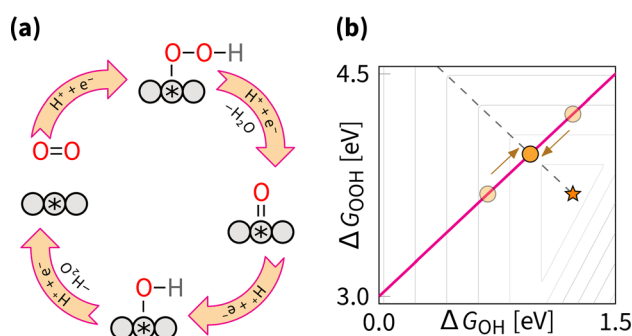 (a)
O–O–H
*
H⁺ + e⁻
H⁺ + e⁻
–H₂O
O=O
*
O
*
H⁺ + e⁻
–H₂O
H⁺ + e⁻
O–H
*
(b)
4.5
ΔG_OOH [eV]
3.0
0.0
ΔG_OH [eV]
1.5